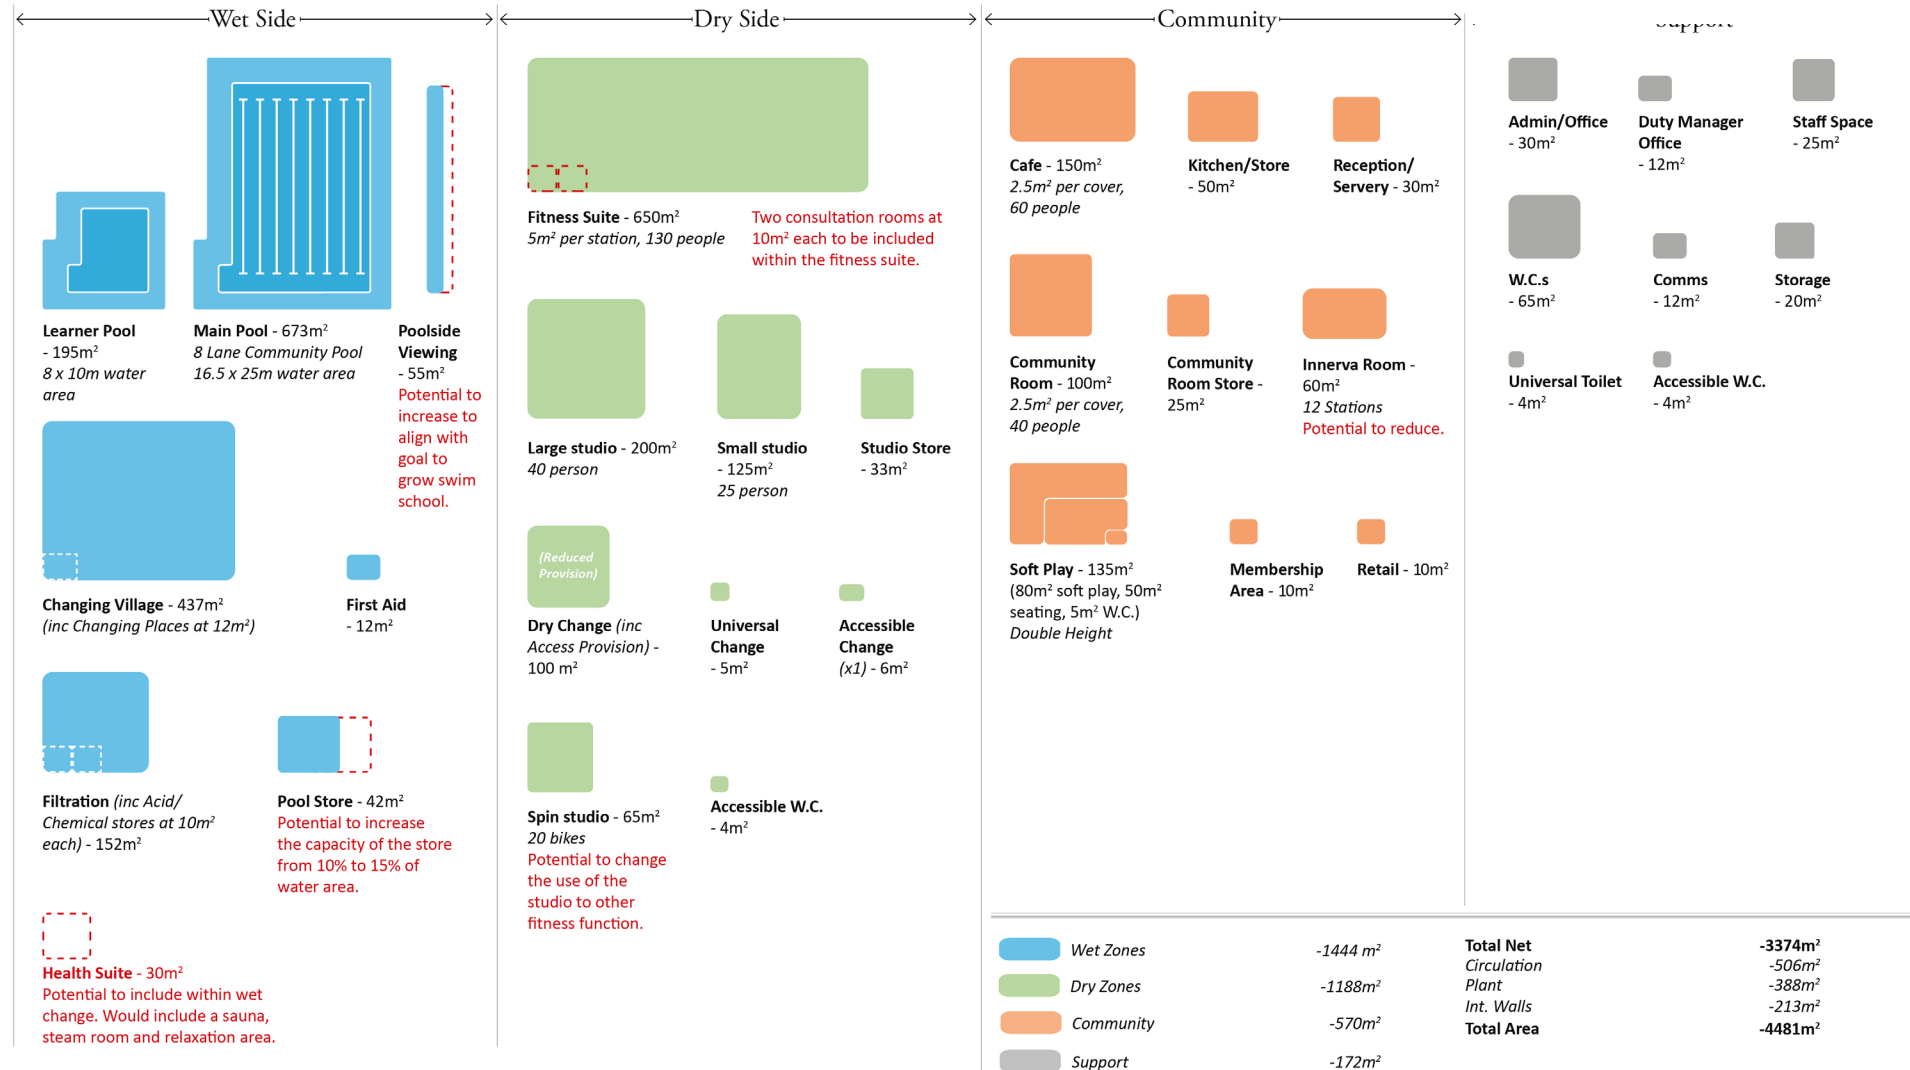 Wet Side
Learner Pool
- 195m²
8 x 10m water
area
Main Pool - 673m²
8 Lane Community Pool
16.5 x 25m water area
Poolside
Viewing
- 55m²
Potential to
increase to
align with
goal to
grow swim
school.
Changing Village - 437m²
(inc Changing Places at 12m²)
First Aid
- 12m²
Filtration (inc Acid/
Chemical stores at 10m²
each) - 152m²
Pool Store - 42m²
Potential to increase
the capacity of the store
from 10% to 15% of
water area.
Health Suite - 30m²
Potential to include within wet
change. Would include a sauna,
steam room and relaxation area.
Dry Side
Fitness Suite - 650m²
5m² per station, 130 people
Two consultation rooms at
10m² each to be included
within the fitness suite.
Large studio - 200m²
40 person
Small studio
- 125m²
25 person
Studio Store
- 33m²
(Reduced
Provision)
Dry Change (inc
Access Provision) -
100 m²
Universal
Change
- 5m²
Accessible
Change
(x1) - 6m²
Spin studio - 65m²
20 bikes
Potential to change
the use of the
studio to other
fitness function.
Accessible W.C.
- 4m²
Community
Cafe - 150m²
2.5m² per cover,
60 people
Kitchen/Store
- 50m²
Reception/
Servery - 30m²
Community
Room - 100m²
2.5m² per cover,
40 people
Community
Room Store -
25m²
Innerva Room -
60m²
12 Stations
Potential to reduce.
Soft Play - 135m²
(80m² soft play, 50m²
seating, 5m² W.C.)
Double Height
Membership
Area - 10m²
Retail - 10m²
Support
Admin/Office
- 30m²
Duty Manager
Office
- 12m²
Staff Space
- 25m²
W.C.s
- 65m²
Comms
- 12m²
Storage
- 20m²
Universal Toilet
- 4m²
Accessible W.C.
- 4m²
Wet Zones -1444 m²
Dry Zones -1188m²
Community -570m²
Support -172m²
Total Net -3374m²
Circulation -506m²
Plant -388m²
Int. Walls -213m²
Total Area -4481m²